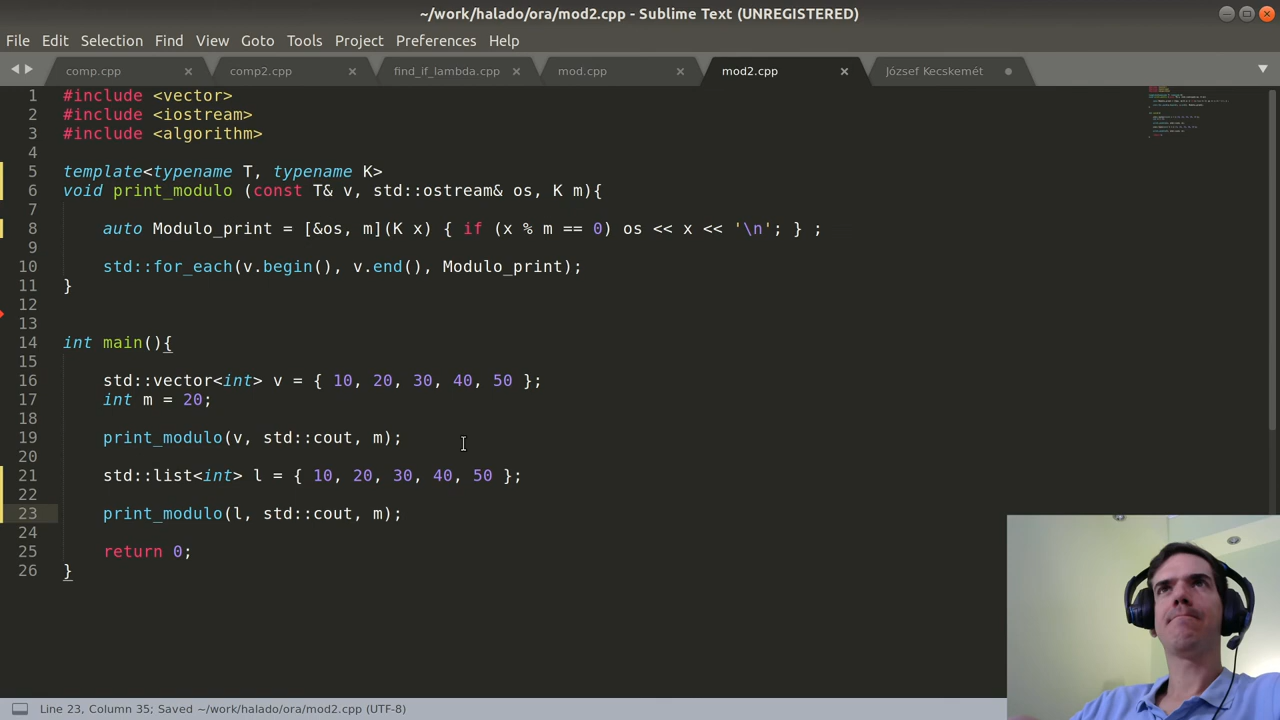 ~/work/halado/ora/mod2.cpp - Sublime Text (UNREGISTERED)
File Edit Selection Find View Goto Tools Project Preferences Help
comp.cpp comp2.cpp find_if_lambda.cpp mod.cpp mod2.cpp József Kecskemét
1 #include <vector>
2 #include <iostream>
3 #include <algorithm>
4
5 template<typename T, typename K>
6 void print_modulo (const T& v, std::ostream& os, K m){
7
8 auto Modulo_print = [&os, m](K x) { if (x % m == 0) os << x << '\n'; } ;
9
10 std::for_each(v.begin(), v.end(), Modulo_print);
11 }
12
13
14 int main(){
15
16 std::vector<int> v = { 10, 20, 30, 40, 50 };
17 int m = 20;
18
19 print_modulo(v, std::cout, m);
20
21 std::list<int> l = { 10, 20, 30, 40, 50 };
22
23 print_modulo(l, std::cout, m);
24
25 return 0;
26 }
Line 23, Column 35; Saved ~/work/halado/ora/mod2.cpp (UTF-8)